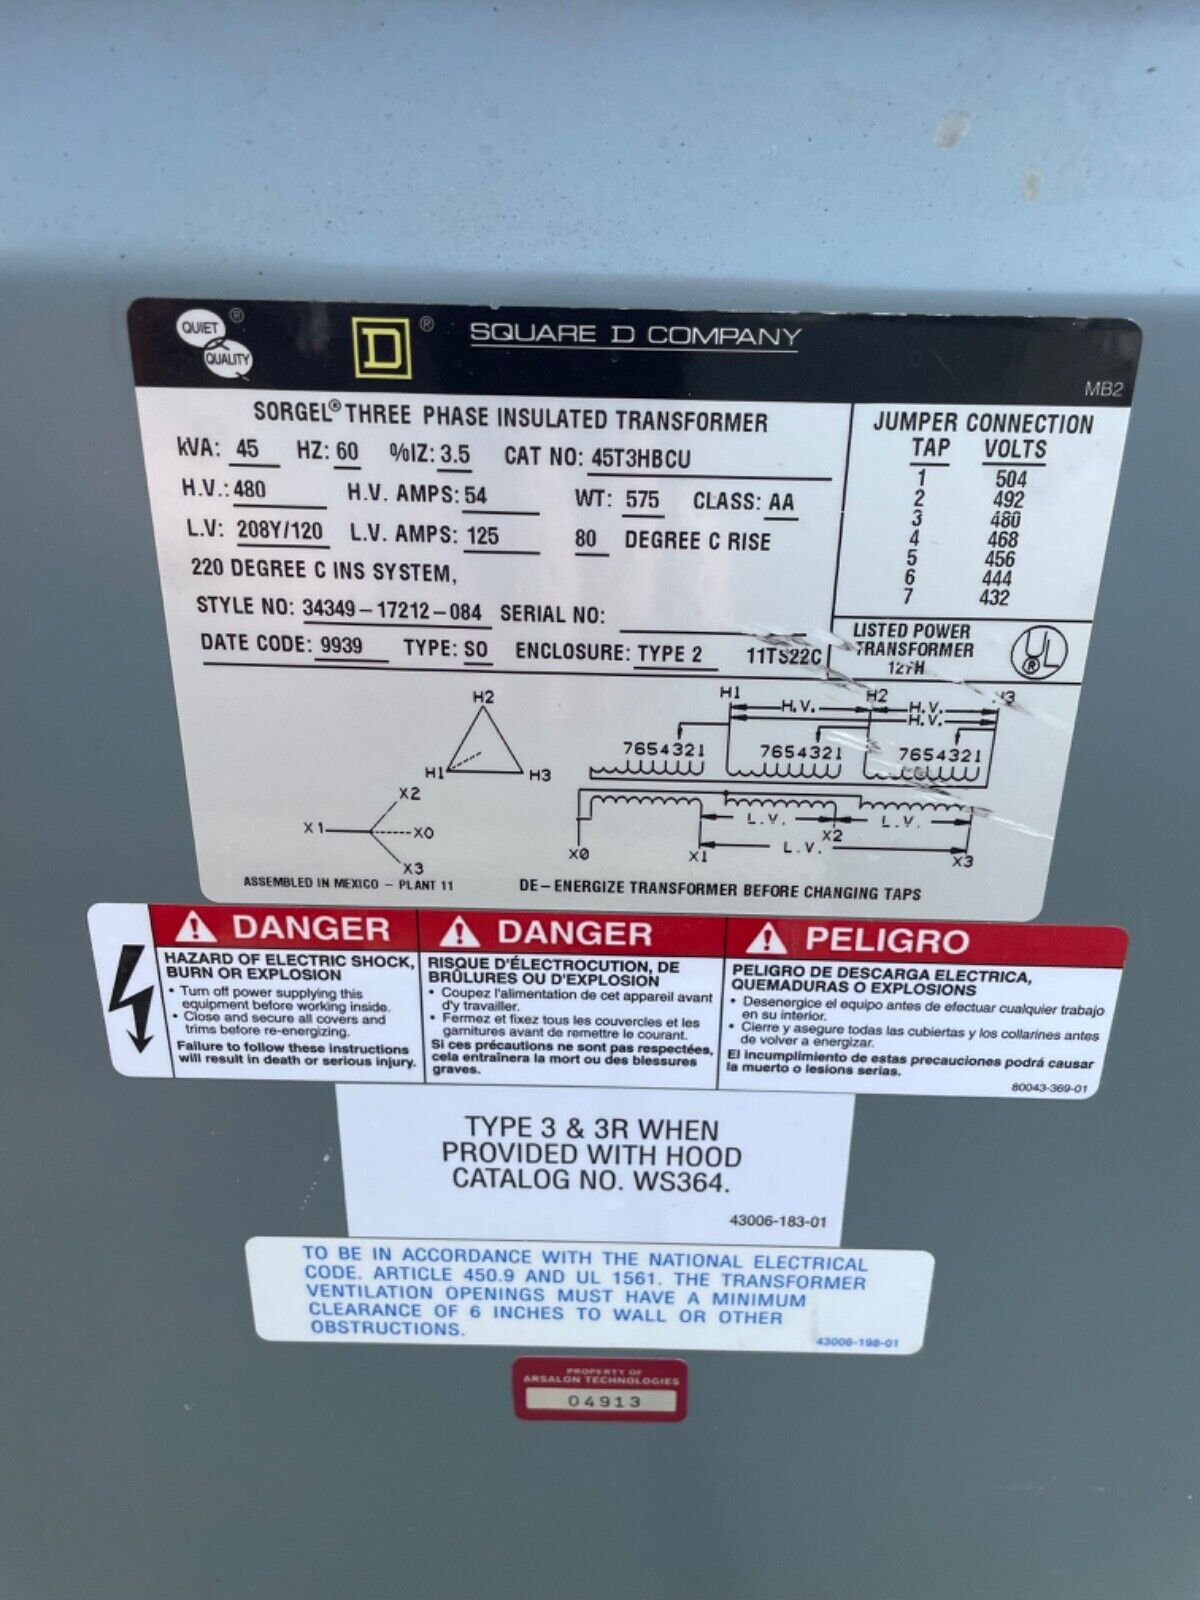 QUIET ® QUALITY
D ® SQUARE D COMPANY
MB2
SORGEL® THREE PHASE INSULATED TRANSFORMER
kVA: 45 HZ: 60 %IZ: 3.5 CAT NO: 45T3HBCU
H.V.: 480 H.V. AMPS: 54 WT: 575 CLASS: AA
L.V: 208Y/120 L.V. AMPS: 125 80 DEGREE C RISE
220 DEGREE C INS SYSTEM,
STYLE NO: 34349-17212-084 SERIAL NO:
DATE CODE: 9939 TYPE: SO ENCLOSURE: TYPE 2 11TS22C
JUMPER CONNECTION
TAP VOLTS
1 504
2 492
3 480
4 468
5 456
6 444
7 432
LISTED POWER
TRANSFORMER
127H
UL ®
H2
H1 H3
X2
X1 X0
X3
H1 H2 H3
H.V. H.V.
H.V.
7654321 7654321 7654321
L.V. L.V.
X2
L.V.
X0 X1 X3
ASSEMBLED IN MEXICO - PLANT 11
DE-ENERGIZE TRANSFORMER BEFORE CHANGING TAPS
DANGER
HAZARD OF ELECTRIC SHOCK,
BURN OR EXPLOSION
• Turn off power supplying this
equipment before working inside.
• Close and secure all covers and
trims before re-energizing.
Failure to follow these instructions
will result in death or serious injury.
DANGER
RISQUE D'ÉLECTROCUTION, DE
BRÛLURES OU D'EXPLOSION
• Coupez l'alimentation de cet appareil avant
d'y travailler.
• Fermez et fixez tous les couvercles et les
garnitures avant de remettre le courant.
Si ces précautions ne sont pas respectées,
cela entraînera la mort ou des blessures
graves.
PELIGRO
PELIGRO DE DESCARGA ELECTRICA,
QUEMADURAS O EXPLOSIONS
• Desenergice el equipo antes de efectuar cualquier trabajo
en su interior.
• Cierre y asegure todas las cubiertas y los collarines antes
de volver a energizar.
El incumplimiento de estas precauciones podrá causar
la muerto o lesions serias.
80043-369-01
TYPE 3 & 3R WHEN
PROVIDED WITH HOOD
CATALOG NO. WS364.
43006-183-01
TO BE IN ACCORDANCE WITH THE NATIONAL ELECTRICAL
CODE. ARTICLE 450.9 AND UL 1561. THE TRANSFORMER
VENTILATION OPENINGS MUST HAVE A MINIMUM
CLEARANCE OF 6 INCHES TO WALL OR OTHER
OBSTRUCTIONS.
43006-198-01
PROPERTY OF
ARSALON TECHNOLOGIES
04913